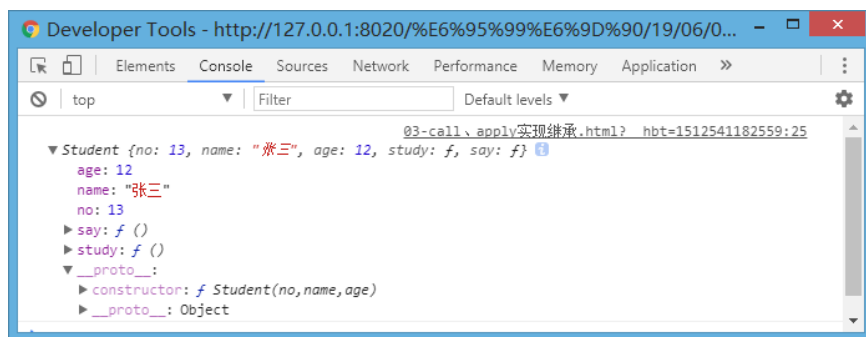 Developer Tools - http://127.0.0.1:8020/%E6%95%99%E6%9D%90/19/06/0...
Elements Console Sources Network Performance Memory Application »
top ▼ Filter Default levels ▼
03-call、apply实现继承.html?__hbt=1512541182559:25
▼Student {no: 13, name: "张三", age: 12, study: ƒ, say: ƒ}
age: 12
name: "张三"
no: 13
▶say: ƒ ()
▶study: ƒ ()
▼__proto__:
▶constructor: ƒ Student(no,name,age)
▶__proto__: Object